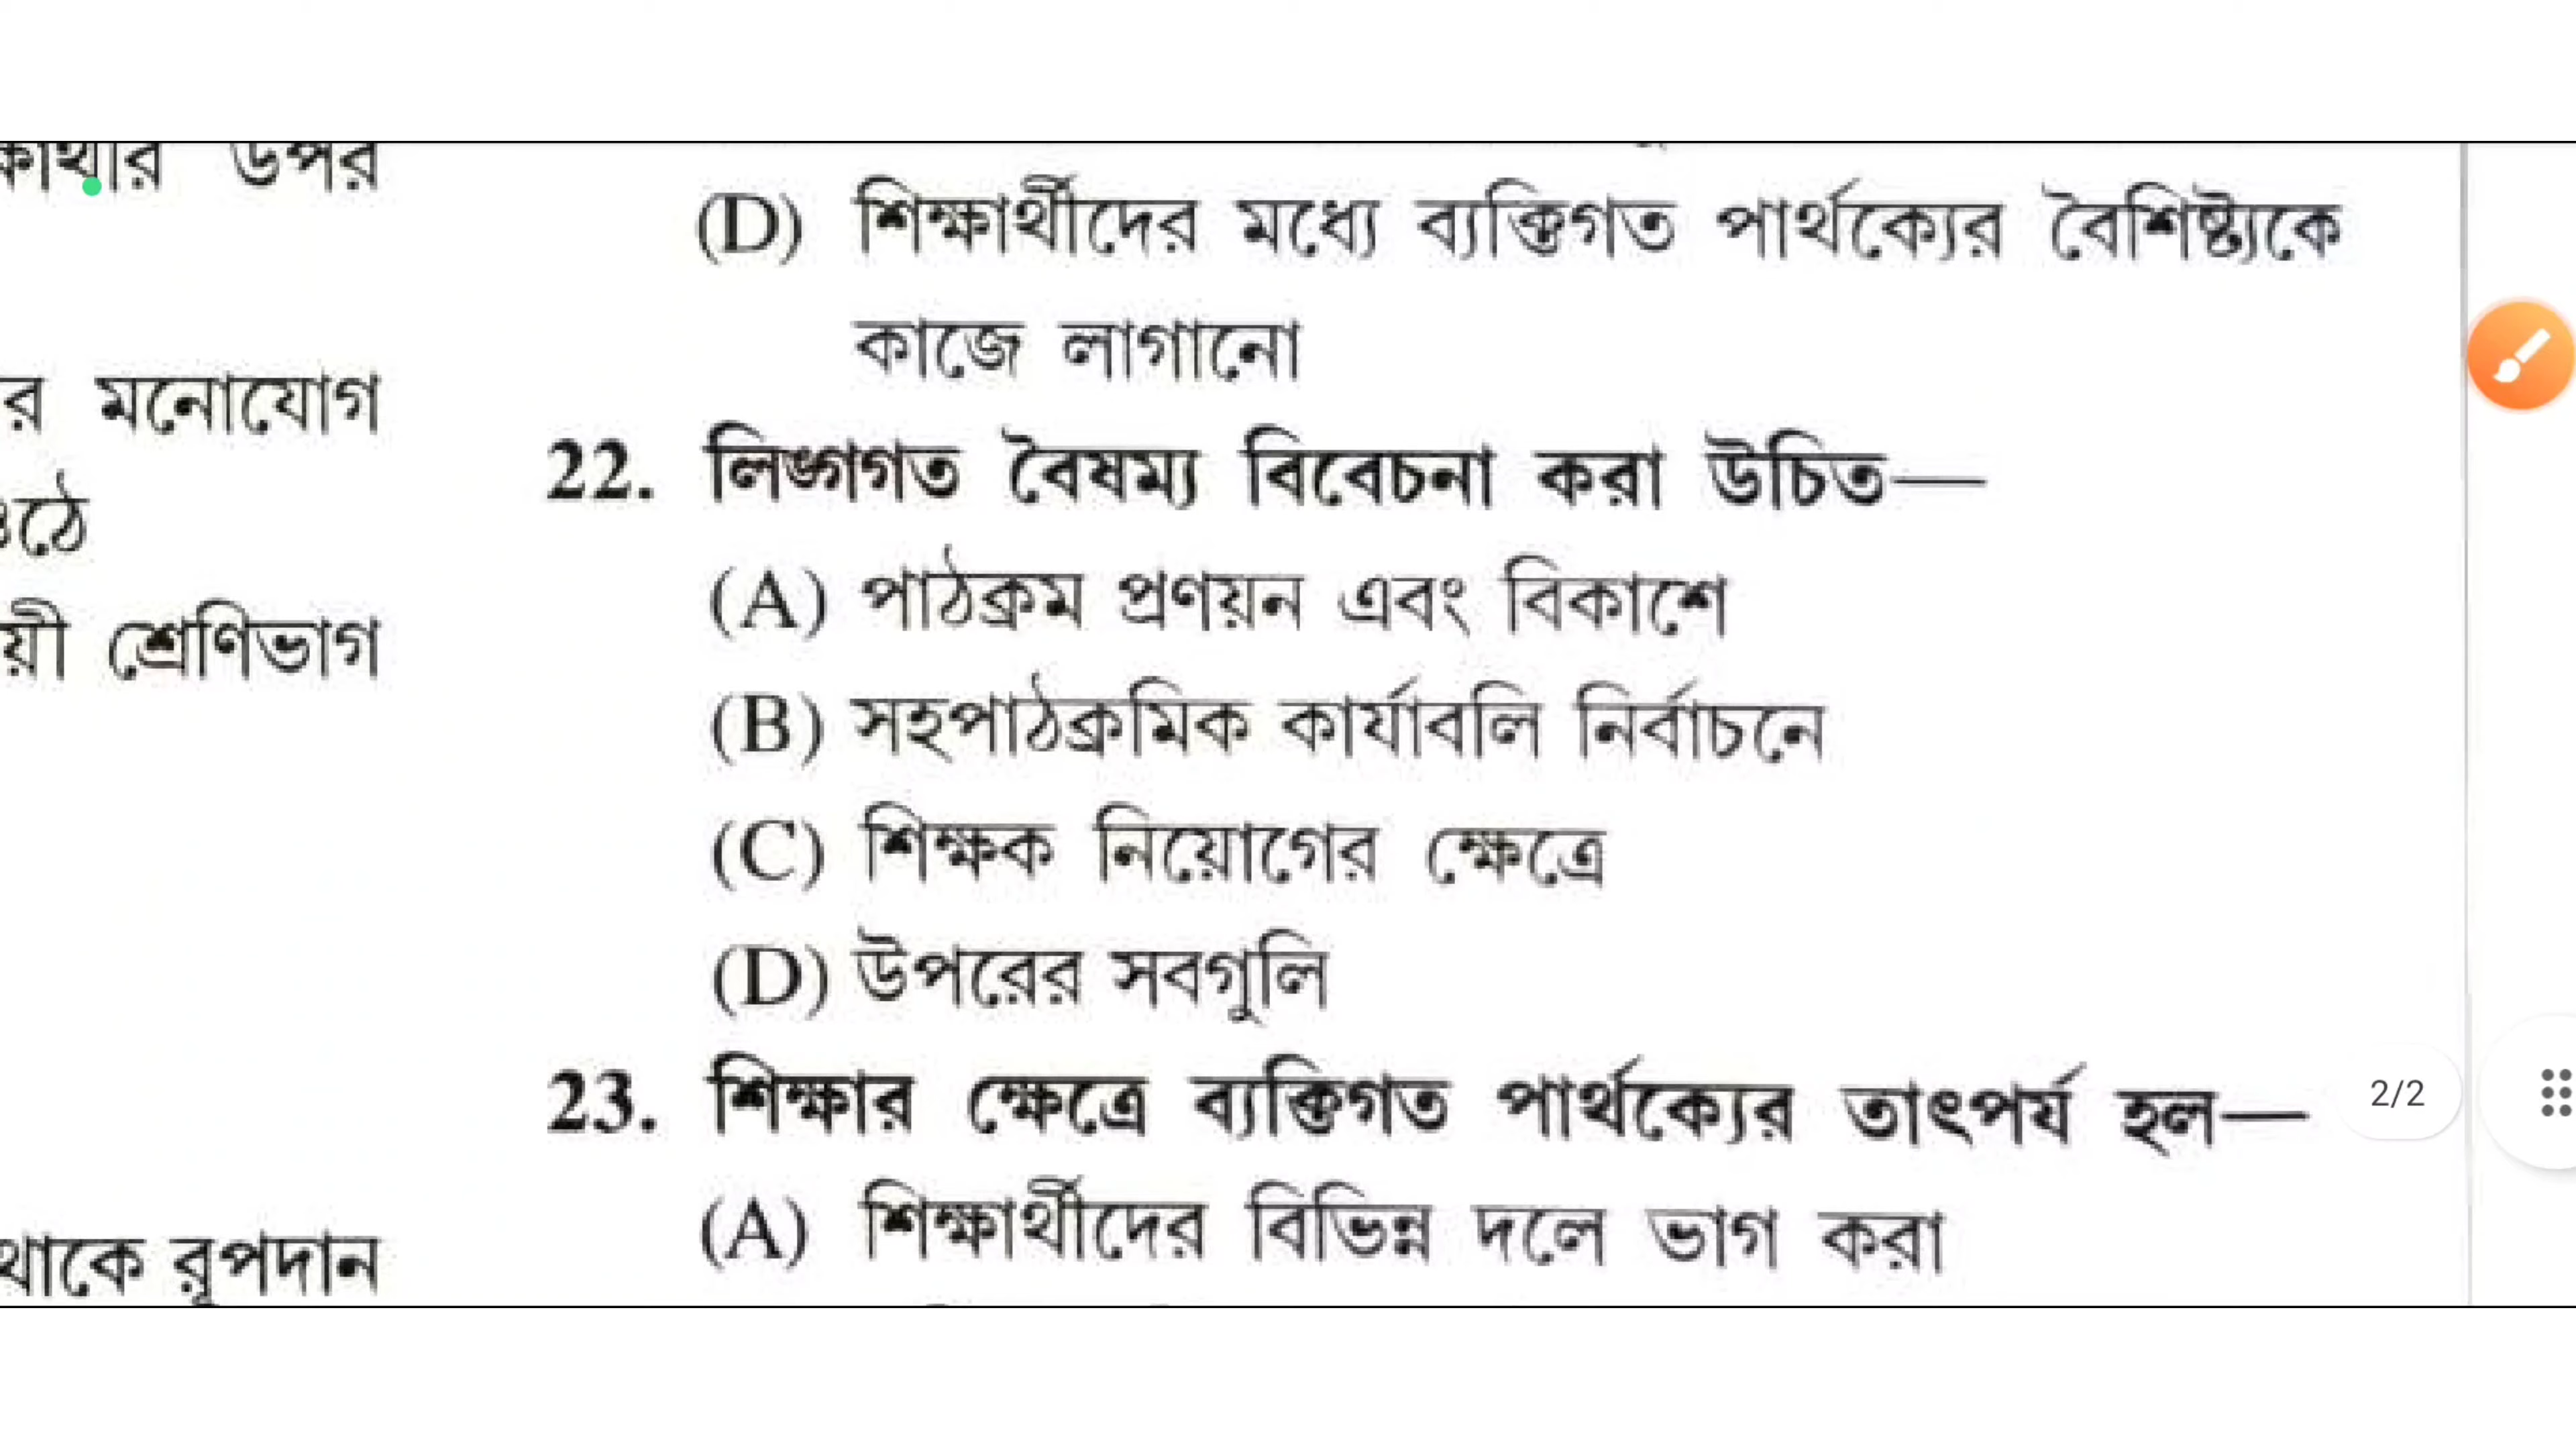 উপর
র মনোযোগ
ঠে
য়ী শ্রেণিভাগ
থাকে রূপদান
(D) শিক্ষার্থীদের মধ্যে ব্যক্তিগত পার্থক্যের বৈশিষ্ট্যকে
কাজে লাগানো
22. লিঙ্গগত বৈষম্য বিবেচনা করা উচিত—
(A) পাঠক্রম প্রণয়ন এবং বিকাশে
(B) সহপাঠক্রমিক কার্যাবলি নির্বাচনে
(C) শিক্ষক নিয়োগের ক্ষেত্রে
(D) উপরের সবগুলি
23. শিক্ষার ক্ষেত্রে ব্যক্তিগত পার্থক্যের তাৎপর্য হল—
(A) শিক্ষার্থীদের বিভিন্ন দলে ভাগ করা
2/2